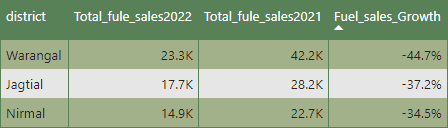 district Total_fule_sales2022 Total_fule_sales2021 Fuel_sales_Growth
Warangal 23.3K 42.2K -44.7%
Jagtial 17.7K 28.2K -37.2%
Nirmal 14.9K 22.7K -34.5%